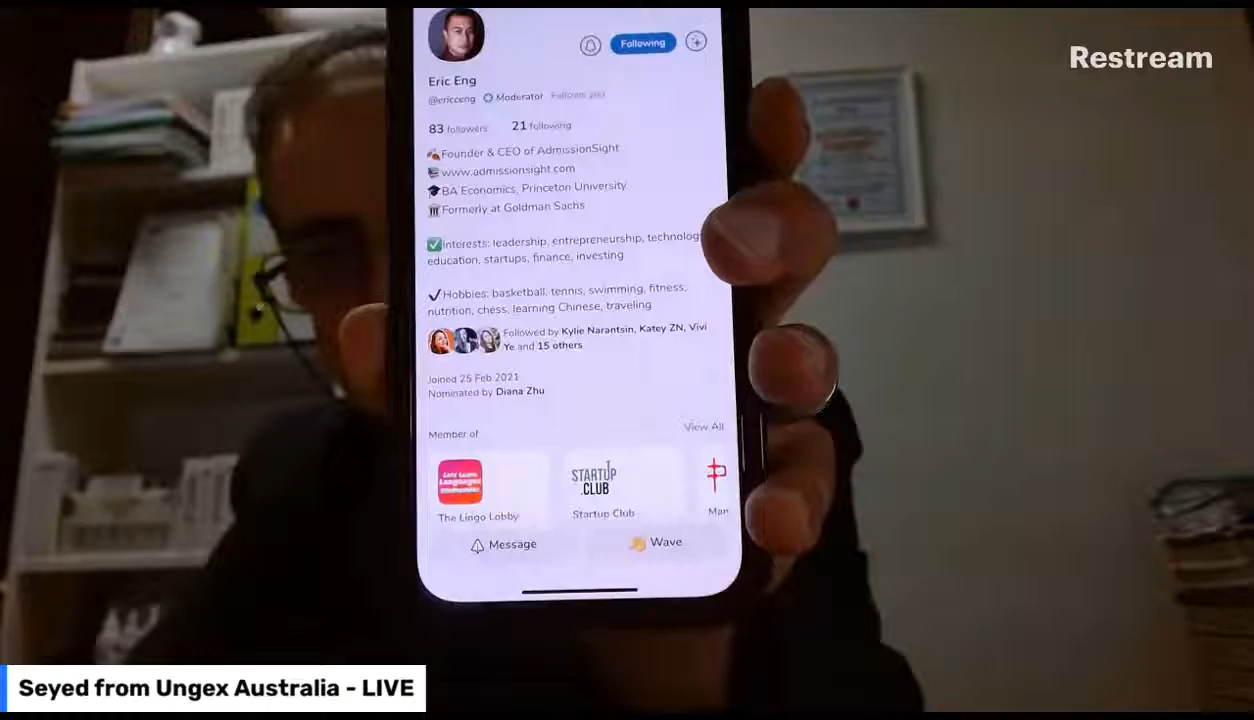 Restream
Following
Eric Eng
@ericceng Moderator Follows you
83 followers 21 following
Founder & CEO of AdmissionSight
www.admissionsight.com
BA Economics, Princeton University
Formerly at Goldman Sachs
Interests: leadership, entrepreneurship, technolog
education, startups, finance, investing
Hobbies: basketball, tennis, swimming, fitness,
nutrition, chess, learning Chinese, traveling
Followed by Kylie Narantsin, Katey ZN, Vivi
Ye and 15 others
Joined 25 Feb 2021
Nominated by Diana Zhu
Member of View All
Languages
STARTUP
.CLUB
The Lingo Lobby Startup Club Man
Message Wave
Seyed from Ungex Australia - LIVE